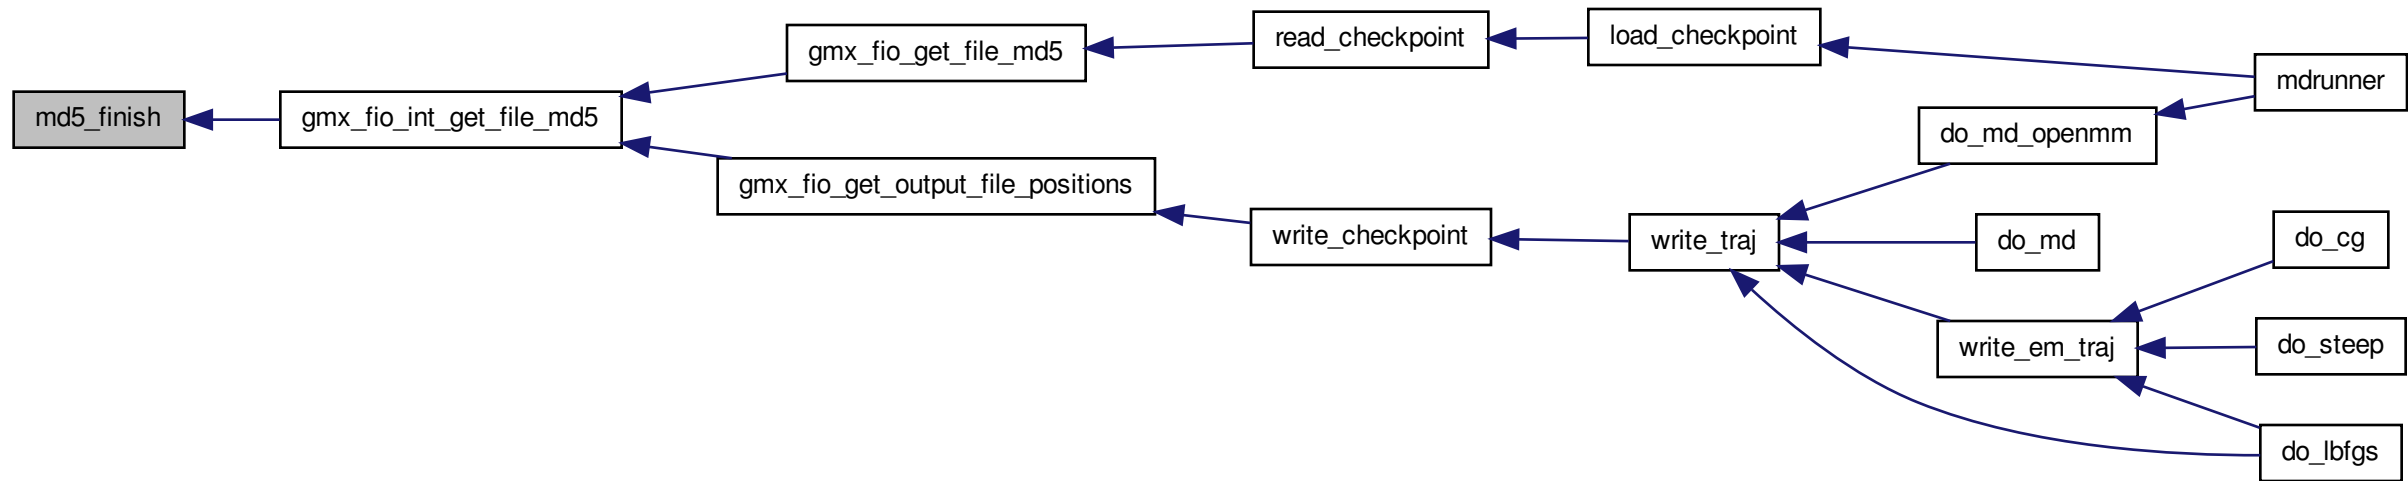 md5_finish
gmx_fio_int_get_file_md5
gmx_fio_get_file_md5
read_checkpoint
load_checkpoint
mdrunner
gmx_fio_get_output_file_positions
write_checkpoint
write_traj
do_md_openmm
do_md
write_em_traj
do_cg
do_steep
do_lbfgs